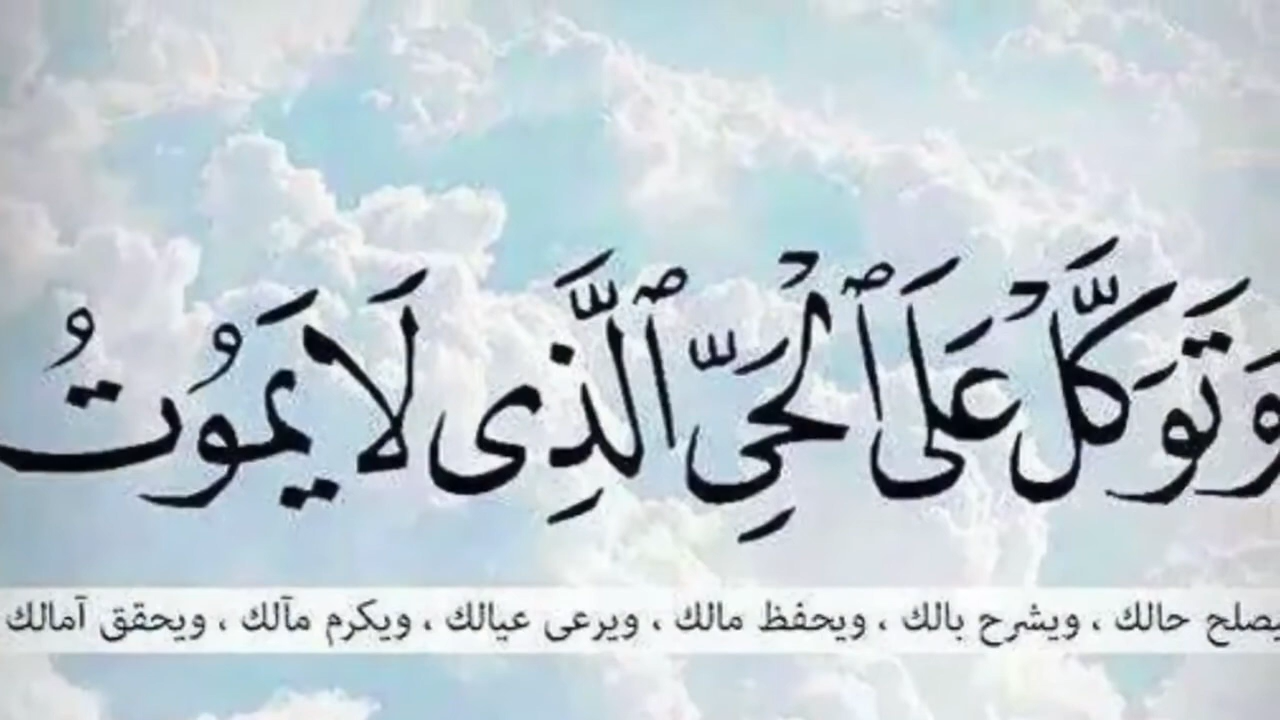 وَتَوَكَّلْ عَلَى ٱلْحَىِّ ٱلَّذِى لَا يَمُوتُ
يصلح حالك ، ويشرح بالك ، ويحفظ مالك ، ويرعى عيالك ، ويكرم مآلك ، ويحقق آمالك